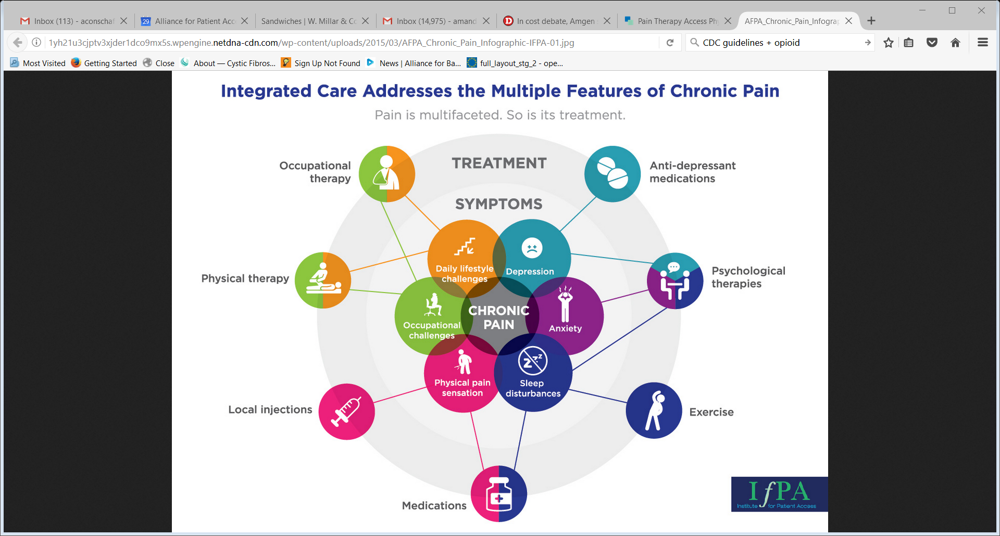 Inbox (113) - aconschaf
29
Alliance for Patient Acc
Sandwiches | W. Millar & Co
Inbox (14,975) - amand
In cost debate, Amgen
Pain Therapy Access Phy
AFPA_Chronic_Pain_Infograp
1yh21u3cjptv3xjder1dco9mx5s.wpengine.netdna-cdn.com/wp-content/uploads/2015/03/AFPA_Chronic_Pain_Infographic-IFPA-01.jpg
CDC guidelines + opioid
Most Visited
Getting Started
Close
About — Cystic Fibros...
Sign Up Not Found
News | Alliance for Ba...
full_layout_stg_2 - ope...
Integrated Care Addresses the Multiple Features of Chronic Pain
Pain is multifaceted. So is its treatment.
TREATMENT
SYMPTOMS
Occupational
therapy
Anti-depressant
medications
Physical therapy
Psychological
therapies
Daily lifestyle
challenges
Depression
Occupational
challenges
CHRONIC
PAIN
Anxiety
Physical pain
sensation
zzz
Sleep
disturbances
Local injections
Exercise
Medications
IfPA
Institute for Patient Access